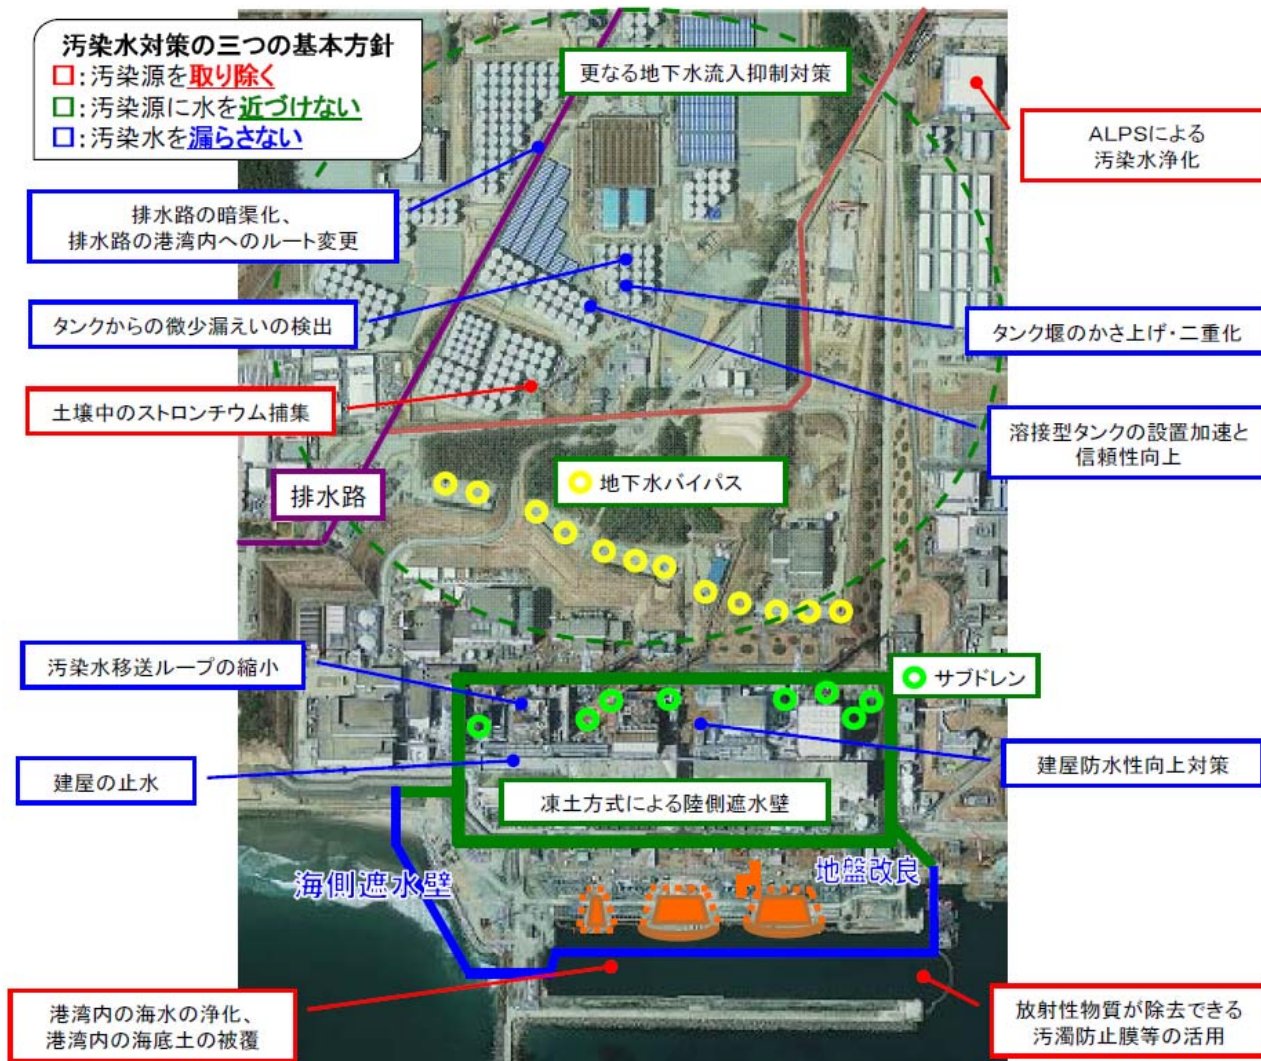 汚染水対策の三つの基本方針
□：汚染源を取り除く
□：汚染源に水を近づけない
□：汚染水を漏らさない
更なる地下水流入抑制対策
ALPSによる
汚染水浄化
排水路の暗渠化、
排水路の港湾内へのルート変更
タンクからの微少漏えいの検出
タンク堰のかさ上げ・二重化
土壌中のストロンチウム捕集
溶接型タンクの設置加速と
信頼性向上
地下水バイパス
排水路
汚染水移送ループの縮小
サブドレン
建屋の止水
建屋防水性向上対策
凍土方式による陸側遮水壁
海側遮水壁
地盤改良
港湾内の海水の浄化、
港湾内の海底土の被覆
放射性物質が除去できる
汚濁防止膜等の活用